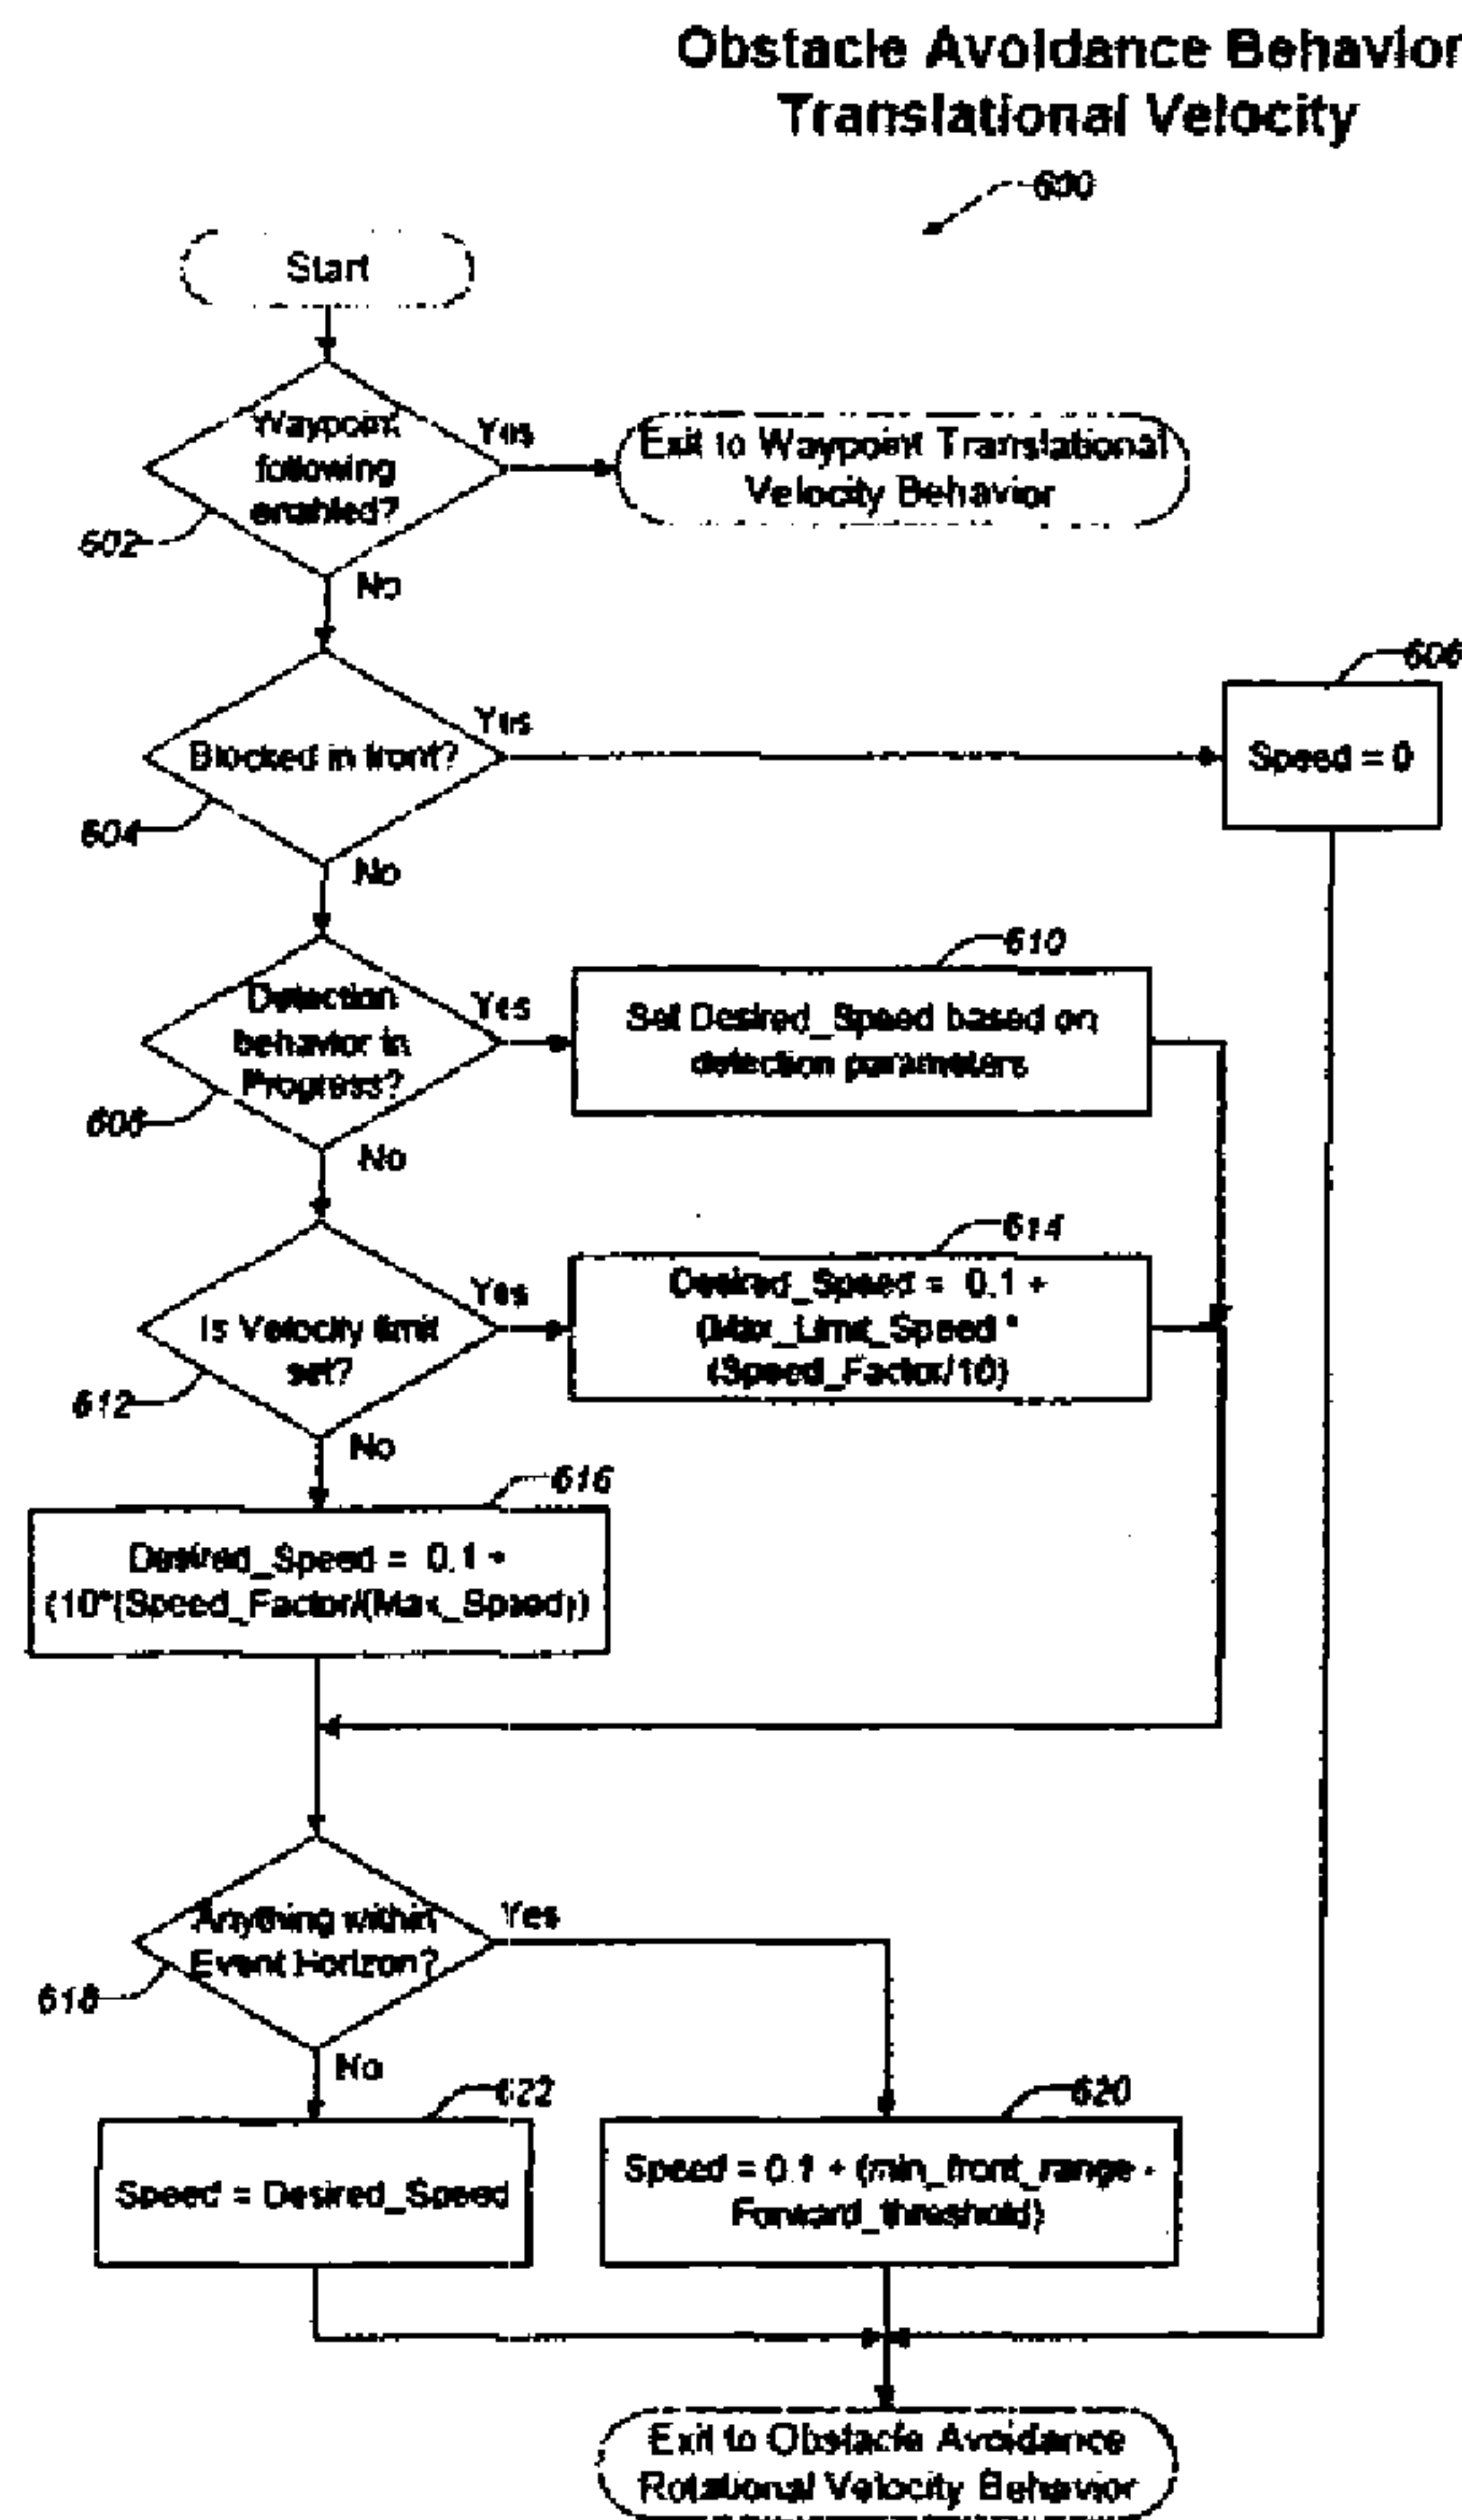 Obstacle Avoidance Behavior
Translational Velocity
600
Start
Waypoint
following
enabled?
Yes
Exit to Waypoint Translational
Velocity Behavior
602
No
Blocked in front?
Yes
Speed = 0
604
No
610
Detection
behavior in
Progress?
Yes
Set Desired_Speed based on
detection parameters
No
614
Is Velocity limit
set?
Yes
Desired_Speed = 0.1 +
(Max_Limit_Speed *
(Speed_Factor/10)
612
No
616
Desired_Speed = 0.1 +
(10*(Speed_Factor/(Max_Speed))
Anything within
Event Horizon?
Yes
618
No
622
620
Speed = Desired_Speed
Speed = 0.1 + (min_front_range -
Forward_threshold)
Exit to Obstacle Avoidance
Rotational Velocity Behavior